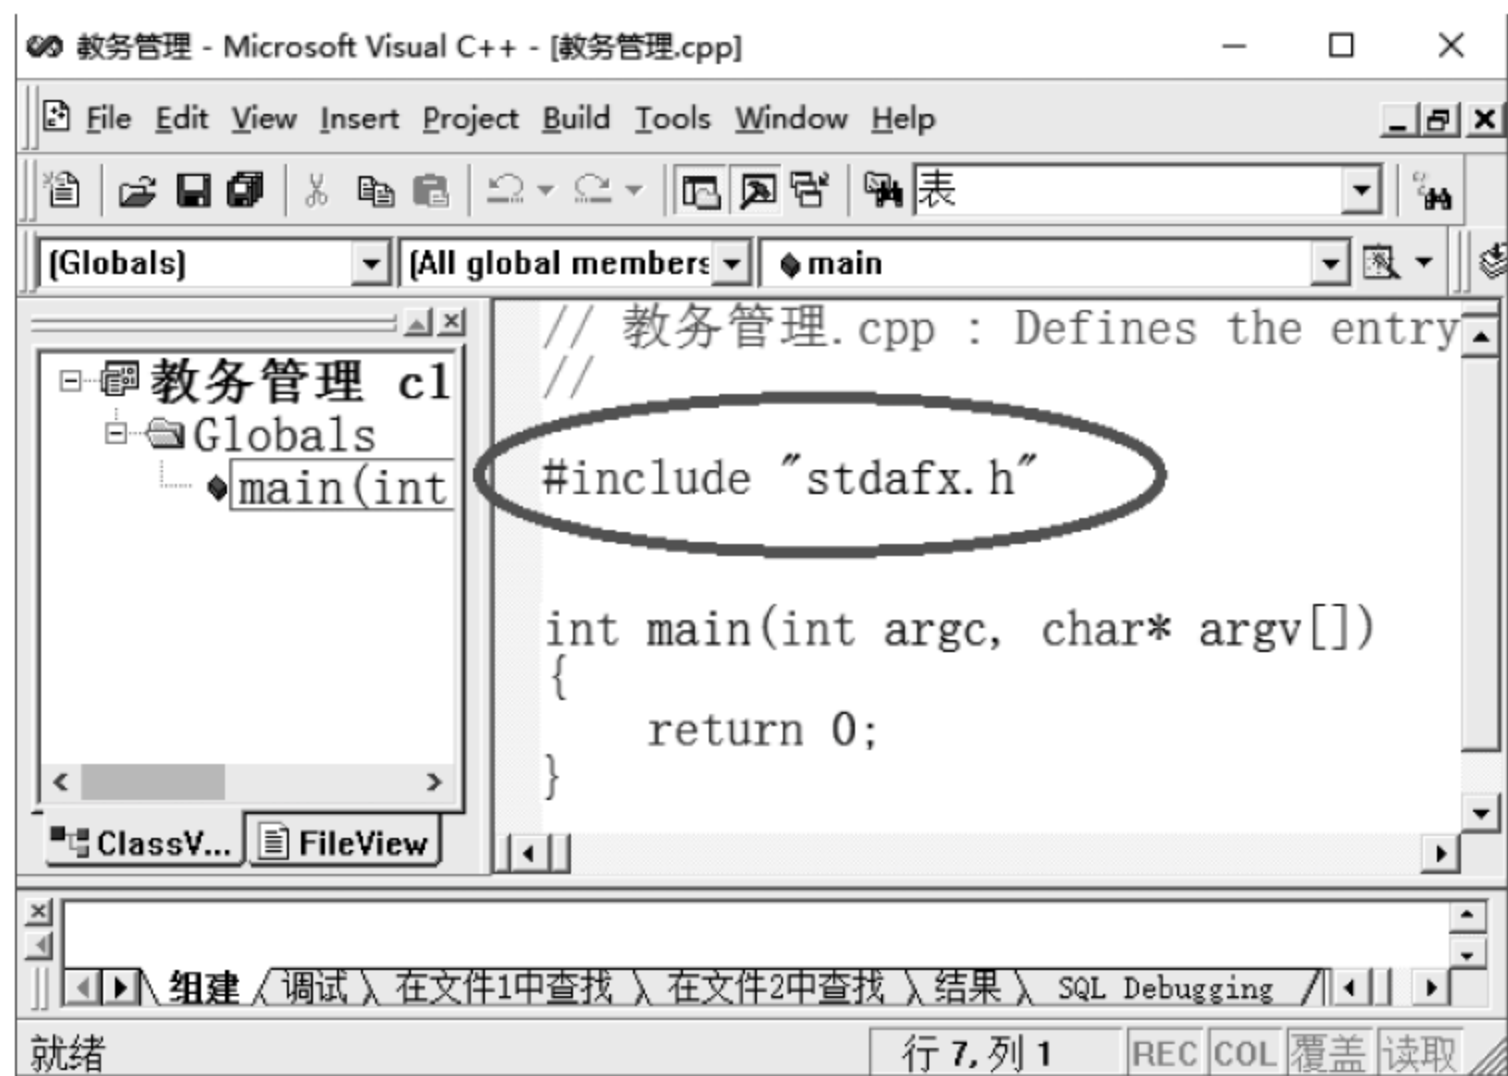 教务管理 - Microsoft Visual C++ - [教务管理.cpp]
File Edit View Insert Project Build Tools Window Help
表
(Globals) (All global members main
// 教务管理.cpp : Defines the entry
//
教务管理 cl
Globals
main(int
#include "stdafx.h"
int main(int argc, char* argv[])
{
return 0;
}
ClassV... FileView
组建 调试 在文件1中查找 在文件2中查找 结果 SQL Debugging
就绪 行 7, 列 1 REC COL 覆盖 读取